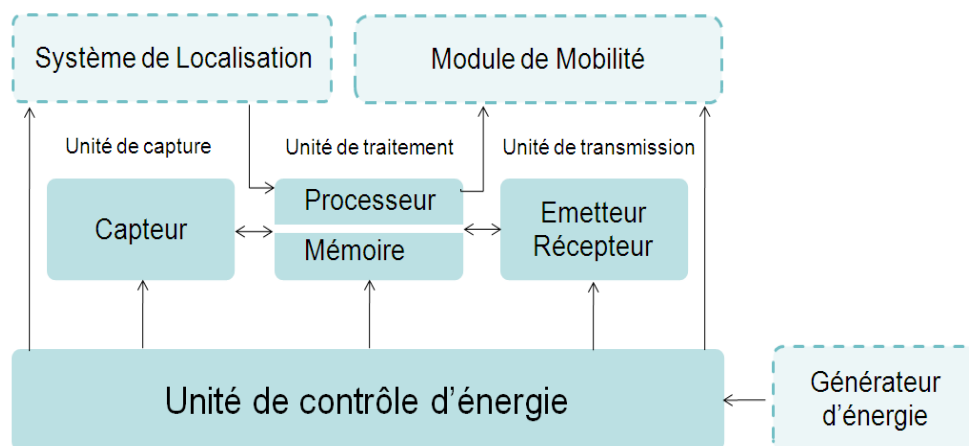 Système de Localisation
Module de Mobilité
Unité de capture
Unité de traitement
Unité de transmission
Capteur
Processeur
Mémoire
Emetteur
Récepteur
Unité de contrôle d’énergie
Générateur
d’énergie